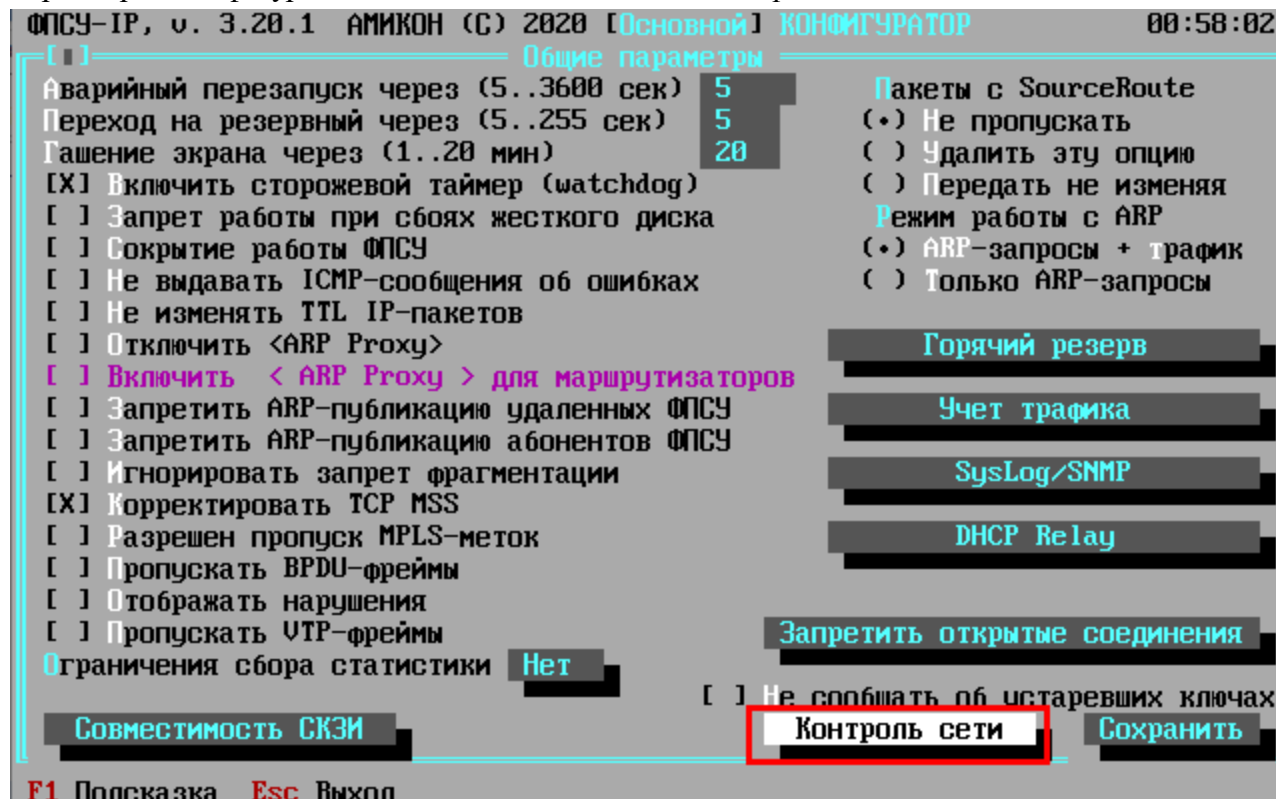 ФПСУ-IP, v. 3.20.1 АМИКОН (C) 2020 [Основной] КОНФИГУРАТОР 00:58:02
Общие параметры
Аварийный перезапуск через (5..3600 сек) 5
Переход на резервный через (5..255 сек) 5
Гашение экрана через (1..20 мин) 20
[X] Включить сторожевой таймер (watchdog)
[ ] Запрет работы при сбоях жесткого диска
[ ] Сокрытие работы ФПСУ
[ ] Не выдавать ICMP-сообщения об ошибках
[ ] Не изменять TTL IP-пакетов
[ ] Отключить <ARP Proxy>
[ ] Включить < ARP Proxy > для маршрутизаторов
[ ] Запретить ARP-публикацию удаленных ФПСУ
[ ] Запретить ARP-публикацию абонентов ФПСУ
[ ] Игнорировать запрет фрагментации
[X] Корректировать TCP MSS
[ ] Разрешен пропуск MPLS-меток
[ ] Пропускать BPDU-фреймы
[ ] Отображать нарушения
[ ] Пропускать VTP-фреймы
Ограничения сбора статистики Нет
Пакеты с SourceRoute
(•) Не пропускать
( ) Удалить эту опцию
( ) Передать не изменяя
Режим работы с ARP
(•) ARP-запросы + трафик
( ) Только ARP-запросы
Горячий резерв
Учет трафика
SysLog/SNMP
DHCP Relay
Запретить открытые соединения
[ ] Не сообщать об устаревших ключах
Совместимость СКЗИ
Контроль сети
Сохранить
F1 Подсказка Esc Выход